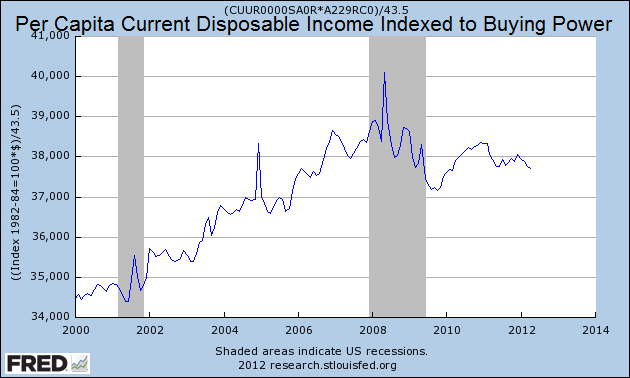 (CUUR0000SA0R*A229RC0)/43.5
Per Capita Current Disposable Income Indexed to Buying Power
41,000
40,000
39,000
38,000
37,000
36,000
35,000
34,000
((Index 1982-84=100*$)/43.5)
2000 2002 2004 2006 2008 2010 2012 2014
Shaded areas indicate US recessions.
FRED 2012 research.stlouisfed.org